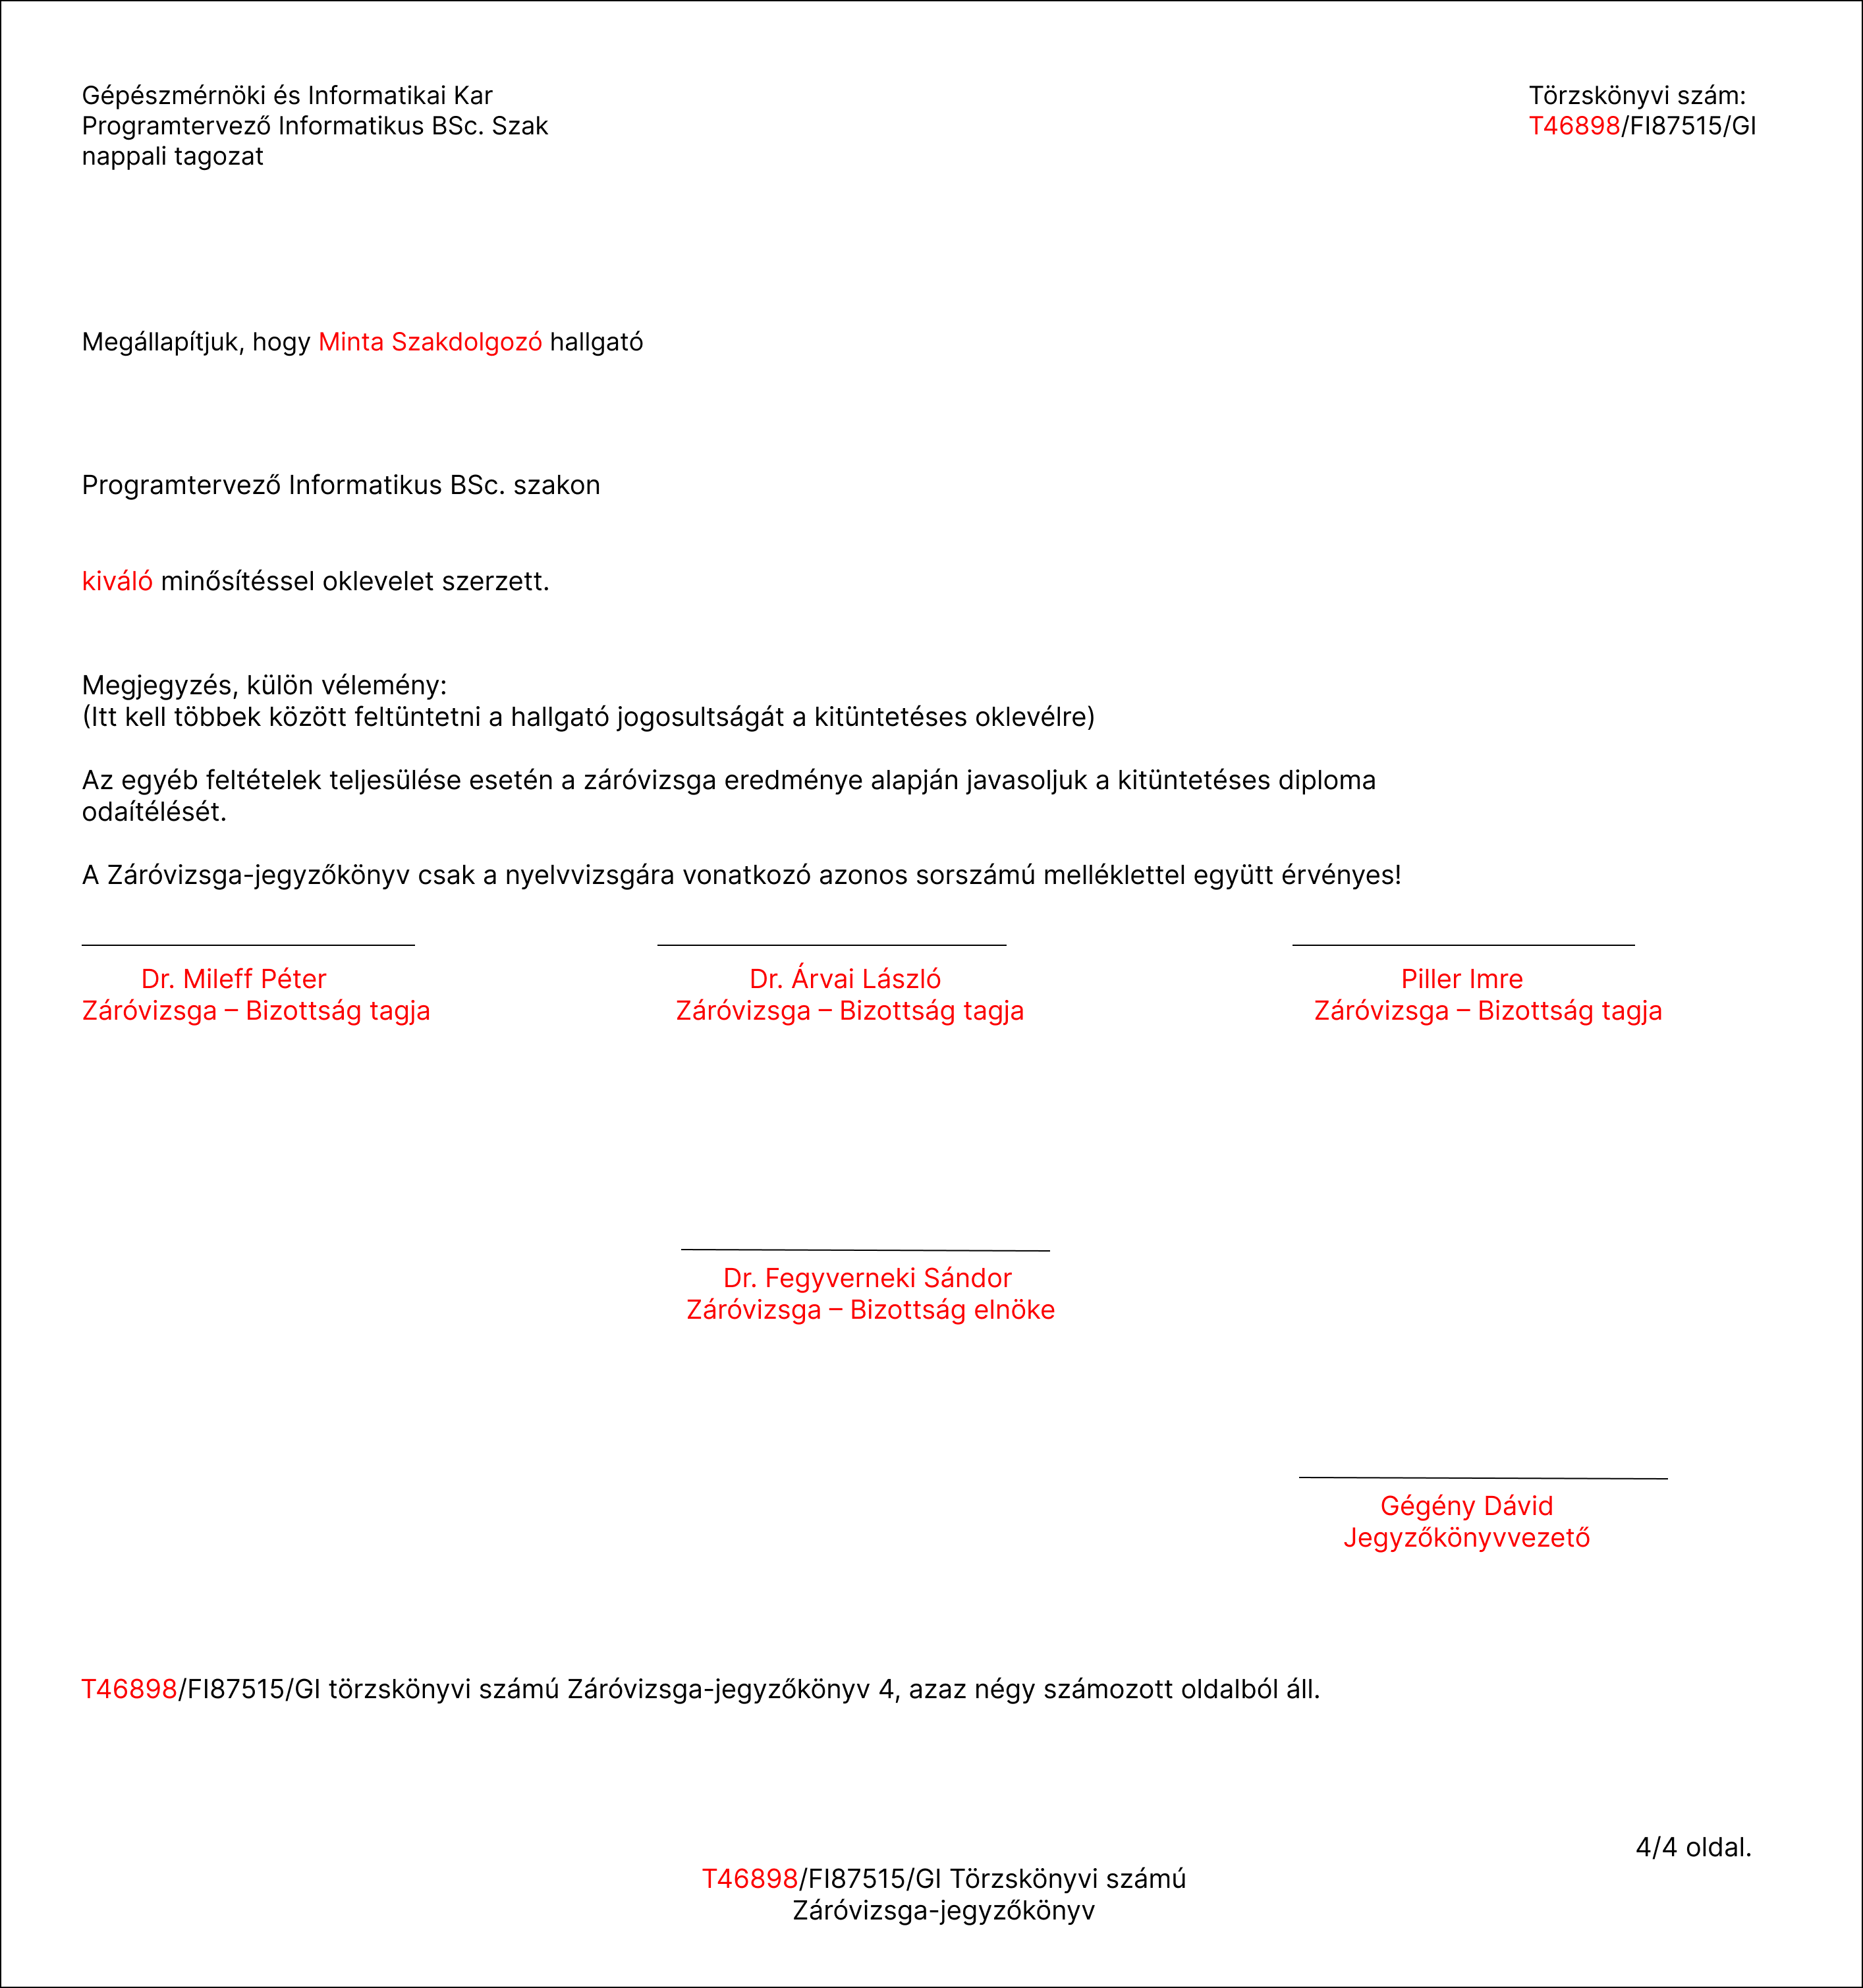 Gépészmérnöki és Informatikai Kar
Programtervező Informatikus BSc. Szak
nappali tagozat
Törzskönyvi szám:
T46898/FI87515/GI
Megállapítjuk, hogy Minta Szakdolgozó hallgató
Programtervező Informatikus BSc. szakon
kiváló minősítéssel oklevelet szerzett.
Megjegyzés, külön vélemény:
(Itt kell többek között feltüntetni a hallgató jogosultságát a kitüntetéses oklevélre)
Az egyéb feltételek teljesülése esetén a záróvizsga eredménye alapján javasoljuk a kitüntetéses diploma
odaítélését.
A Záróvizsga-jegyzőkönyv csak a nyelvvizsgára vonatkozó azonos sorszámú melléklettel együtt érvényes!
Dr. Mileff Péter
Záróvizsga – Bizottság tagja
Dr. Árvai László
Záróvizsga – Bizottság tagja
Piller Imre
Záróvizsga – Bizottság tagja
Dr. Fegyverneki Sándor
Záróvizsga – Bizottság elnöke
Gégény Dávid
Jegyzőkönyvvezető
T46898/FI87515/GI törzskönyvi számú Záróvizsga-jegyzőkönyv 4, azaz négy számozott oldalból áll.
4/4 oldal.
T46898/FI87515/GI Törzskönyvi számú
Záróvizsga-jegyzőkönyv